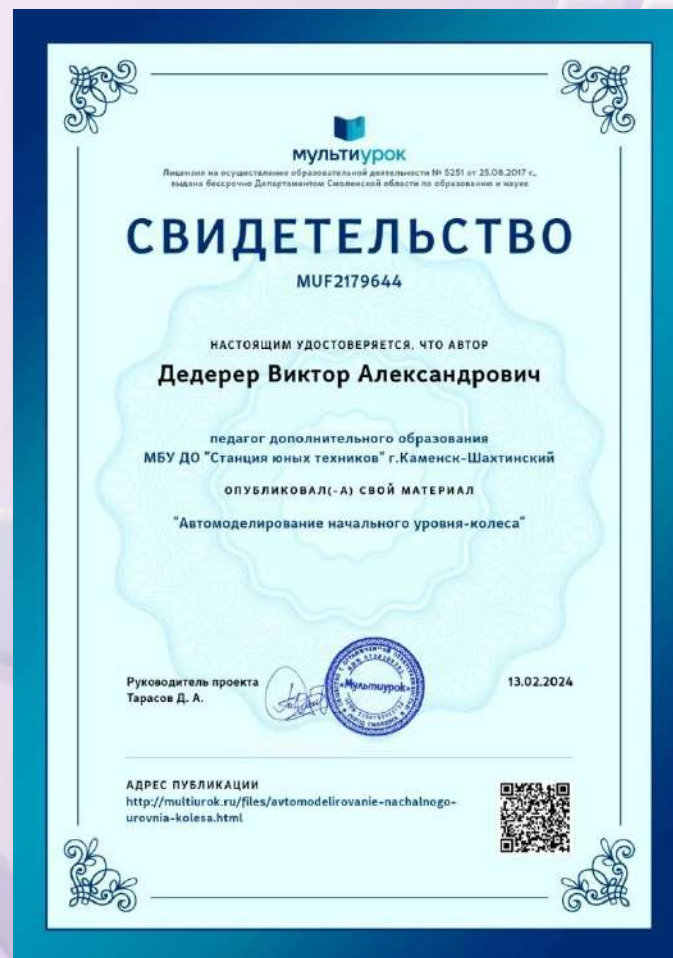 мультиурок
Лицензия на осуществление образовательной деятельности № 5251 от 25.08.2017 г.,
выдана бессрочно Департаментом Смоленской области по образованию и науке
СВИДЕТЕЛЬСТВО
MUF2179644
НАСТОЯЩИМ УДОСТОВЕРЯЕТСЯ, ЧТО АВТОР
Дедерер Виктор Александрович
педагог дополнительного образования
МБУ ДО "Станция юных техников" г.Каменск-Шахтинский
ОПУБЛИКОВАЛ(-А) СВОЙ МАТЕРИАЛ
"Автомоделирование начального уровня-колеса"
Руководитель проекта
Тарасов Д. А.
«Мультиурок»
13.02.2024
АДРЕС ПУБЛИКАЦИИ
http://multiurok.ru/files/avtomodelirovanie-nachalnogo-
urovnia-kolesa.html